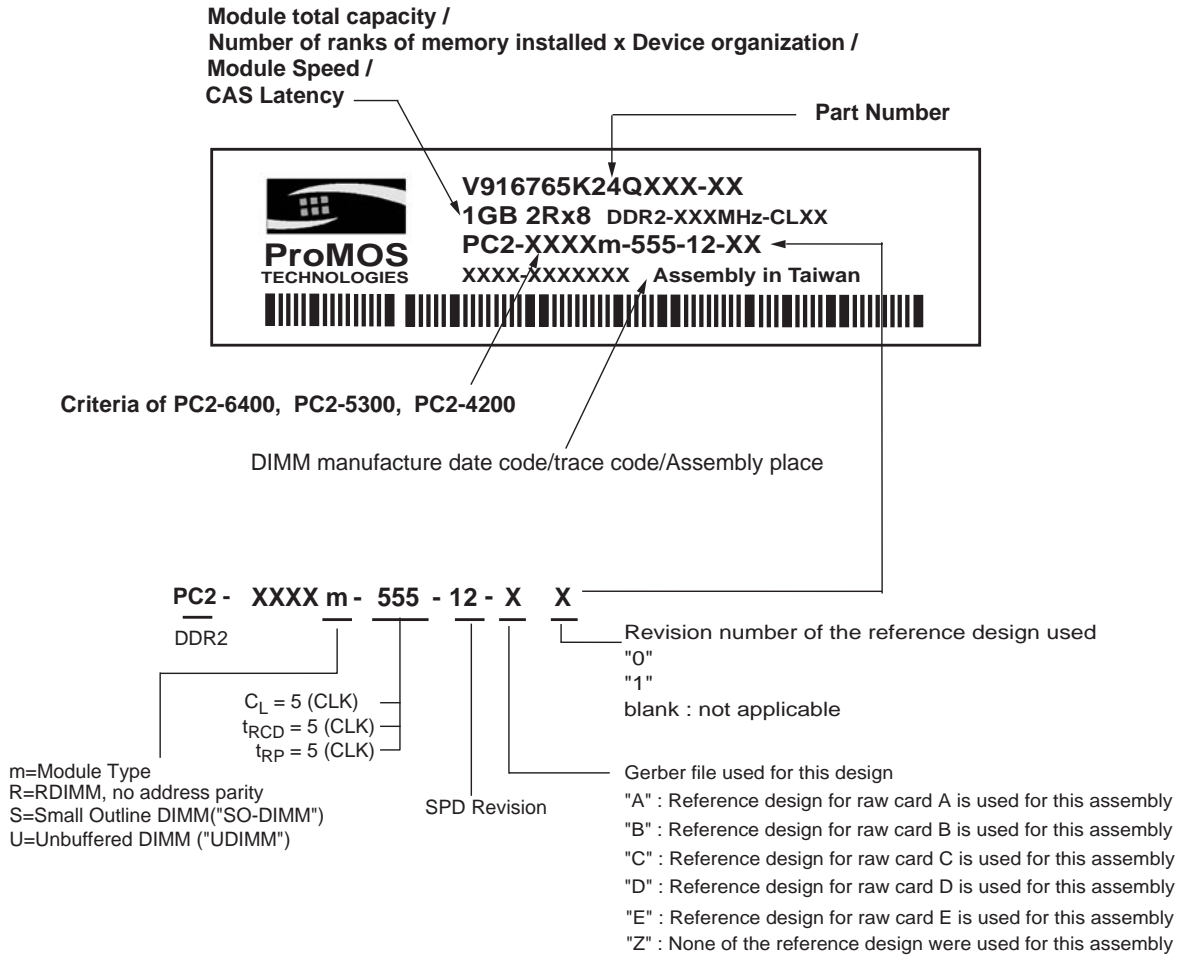 Module total capacity /
Number of ranks of memory installed x Device organization /
Module Speed /
CAS Latency
Part Number
V916765K24QXXX-XX
1GB 2Rx8 DDR2-XXXMHz-CLXX
PC2-XXXXm-555-12-XX
XXXX-XXXXXXX Assembly in Taiwan
ProMOS
TECHNOLOGIES
Criteria of PC2-6400, PC2-5300, PC2-4200
DIMM manufacture date code/trace code/Assembly place
PC2 - XXXX m - 555 - 12 - X X
DDR2
Revision number of the reference design used
"0"
"1"
blank : not applicable
CL = 5 (CLK)
tRCD = 5 (CLK)
tRP = 5 (CLK)
m=Module Type
R=RDIMM, no address parity
S=Small Outline DIMM("SO-DIMM")
U=Unbuffered DIMM ("UDIMM")
SPD Revision
Gerber file used for this design
"A" : Reference design for raw card A is used for this assembly
"B" : Reference design for raw card B is used for this assembly
"C" : Reference design for raw card C is used for this assembly
"D" : Reference design for raw card D is used for this assembly
"E" : Reference design for raw card E is used for this assembly
"Z" : None of the reference design were used for this assembly